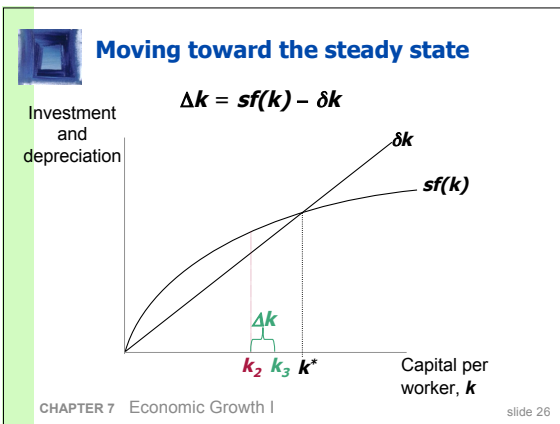 Moving toward the steady state
Δk = sf(k) – δk
Investment
and
depreciation
δk
sf(k)
Δk
k₂ k₃ k*
Capital per
worker, k
CHAPTER 7 Economic Growth I
slide 26